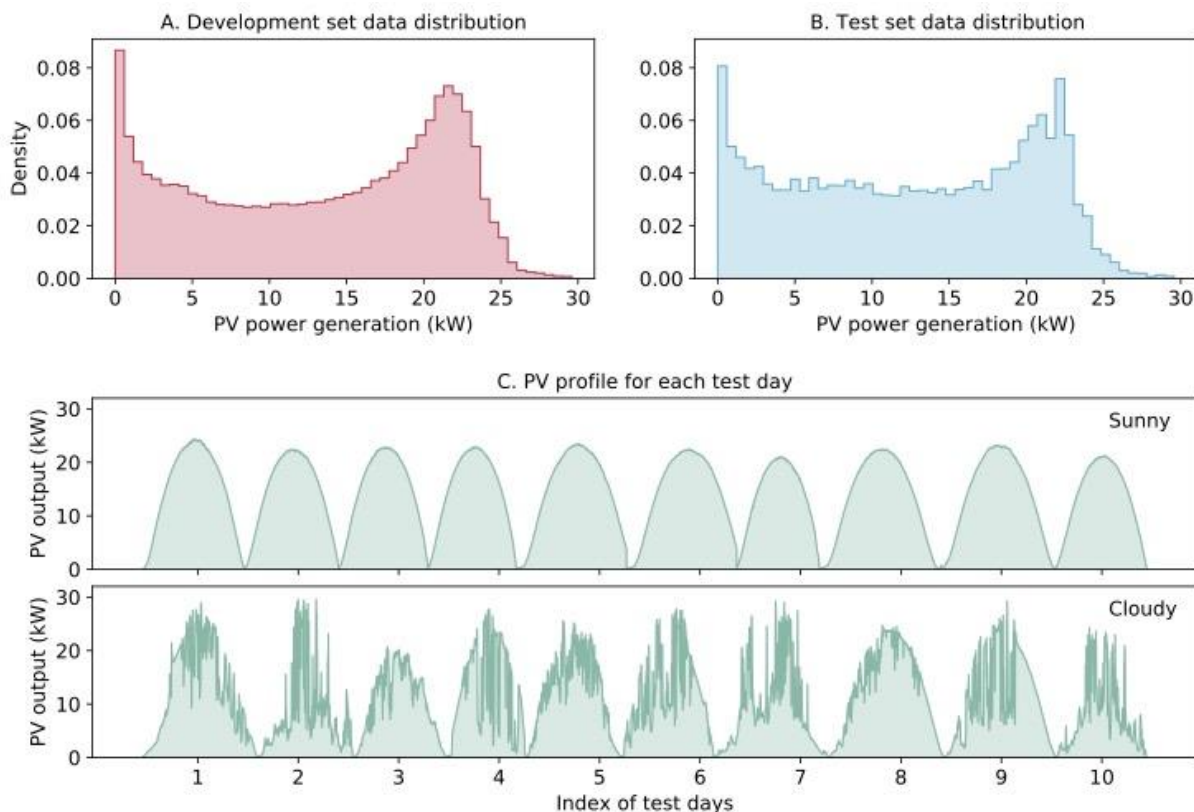 A. Development set data distribution
B. Test set data distribution
0.08
0.06
0.04
0.02
0.00
Density
0 5 10 15 20 25 30
PV power generation (kW)
0.08
0.06
0.04
0.02
0.00
0 5 10 15 20 25 30
PV power generation (kW)
C. PV profile for each test day
30
20
10
0
PV output (kW)
Sunny
30
20
10
0
PV output (kW)
Cloudy
1 2 3 4 5 6 7 8 9 10
Index of test days